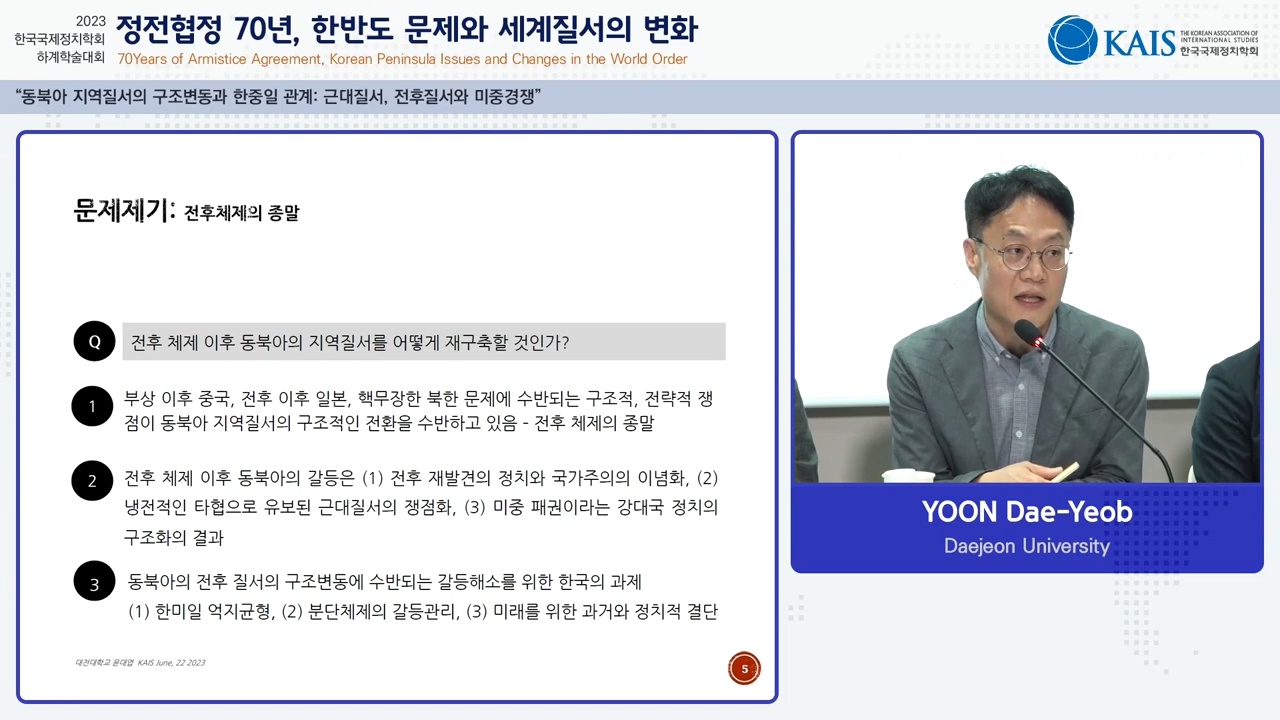 2023
한국국제정치학회
하계학술대회
정전협정 70년, 한반도 문제와 세계질서의 변화
70Years of Armistice Agreement, Korean Peninsula Issues and Changes in the World Order
KAIS
THE KOREAN ASSOCIATION OF
INTERNATIONAL STUDIES
한국국제정치학회
“동북아 지역질서의 구조변동과 한중일 관계: 근대질서, 전후질서와 미중경쟁”
문제제기: 전후체제의 종말
Q 전후 체제 이후 동북아의 지역질서를 어떻게 재구축할 것인가?
1 부상 이후 중국, 전후 이후 일본, 핵무장한 북한 문제에 수반되는 구조적, 전략적 쟁
점이 동북아 지역질서의 구조적인 전환을 수반하고 있음 - 전후 체제의 종말
2 전후 체제 이후 동북아의 갈등은 (1) 전후 재발견의 정치와 국가주의의 이념화, (2)
냉전적인 타협으로 유보된 근대질서의 쟁점화, (3) 미중 패권이라는 강대국 정치의
구조화의 결과
3 동북아의 전후 질서의 구조변동에 수반되는 갈등해소를 위한 한국의 과제
(1) 한미일 억지균형, (2) 분단체제의 갈등관리, (3) 미래를 위한 과거와 정치적 결단
대전대학교 윤대엽 KAIS June, 22 2023
5
YOON Dae-Yeob
Daejeon University